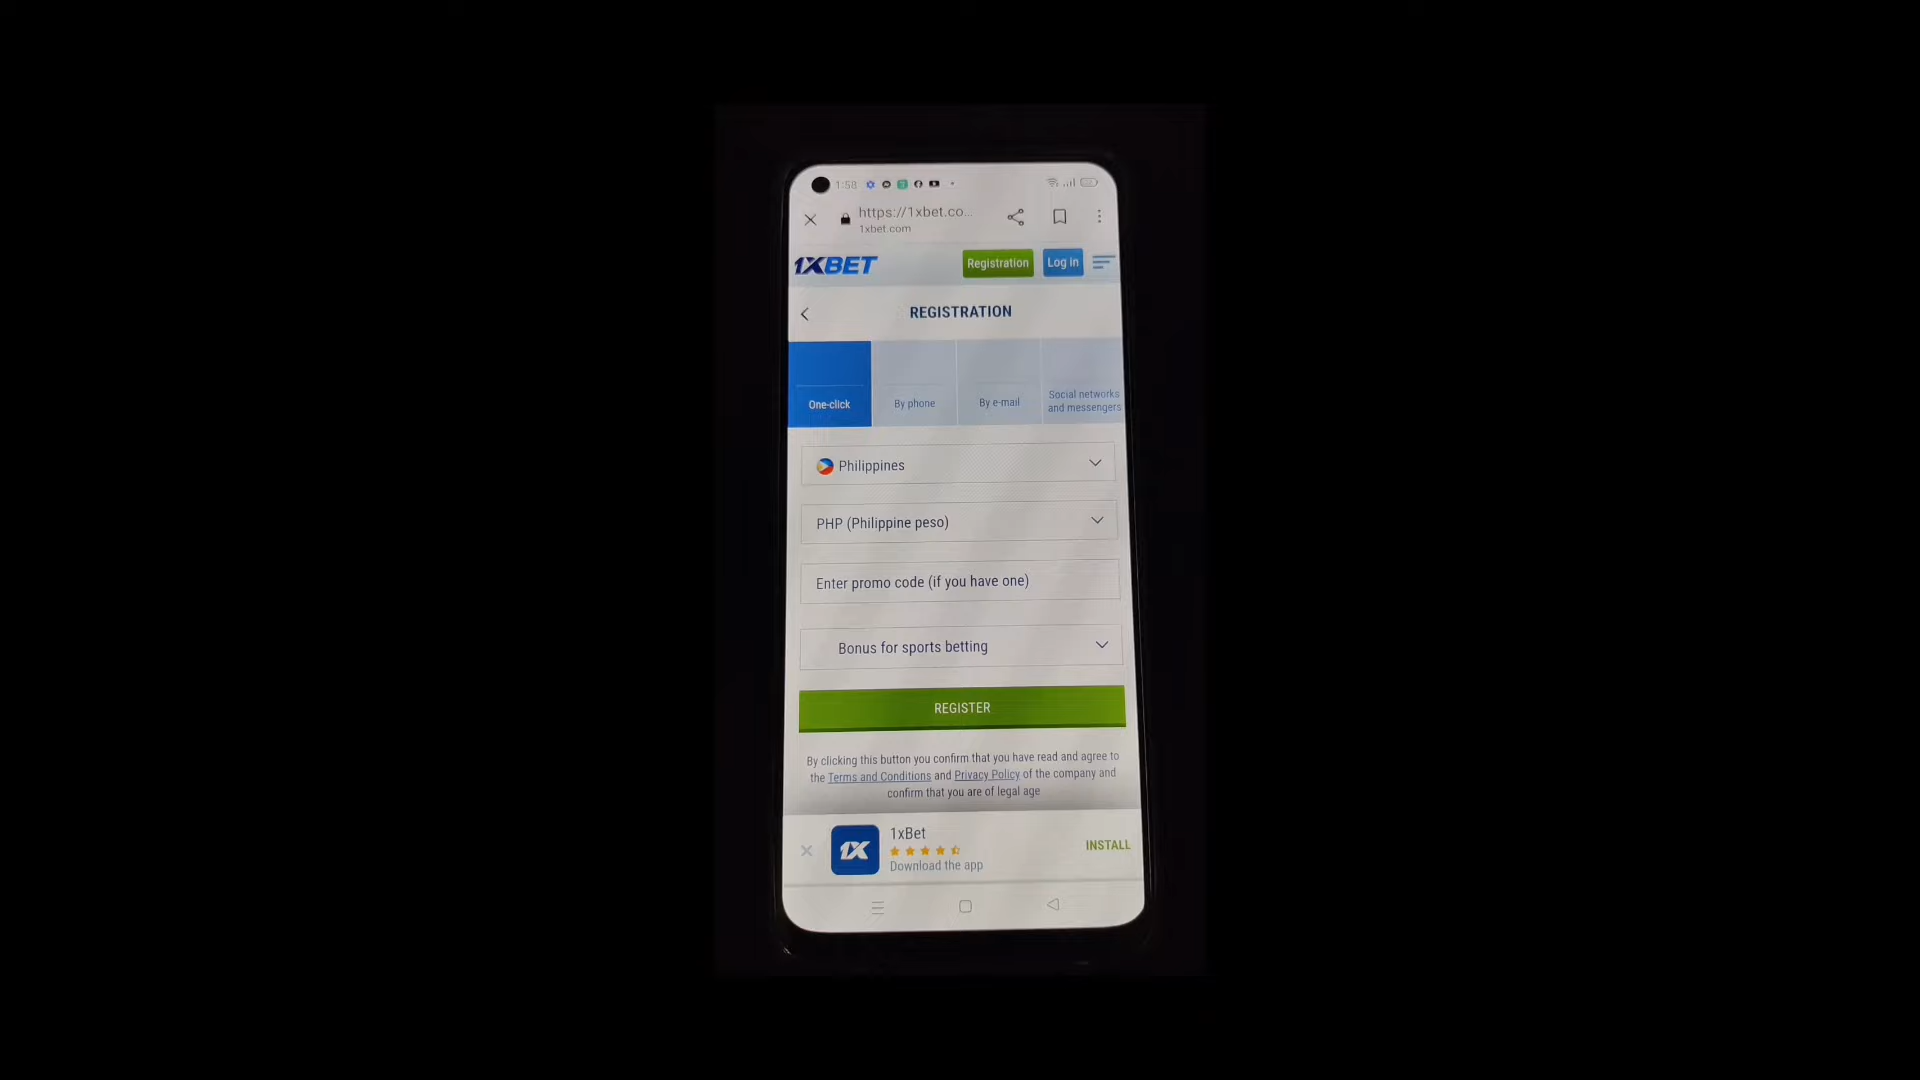 1:58
https://1xbet.co...
1xbet.com
1XBET
Registration
Log in
REGISTRATION
One-click
By phone
By e-mail
Social networks
and messengers
Philippines
PHP (Philippine peso)
Enter promo code (if you have one)
Bonus for sports betting
REGISTER
By clicking this button you confirm that you have read and agree to
the Terms and Conditions and Privacy Policy of the company and
confirm that you are of legal age
1X
1xBet
Download the app
INSTALL